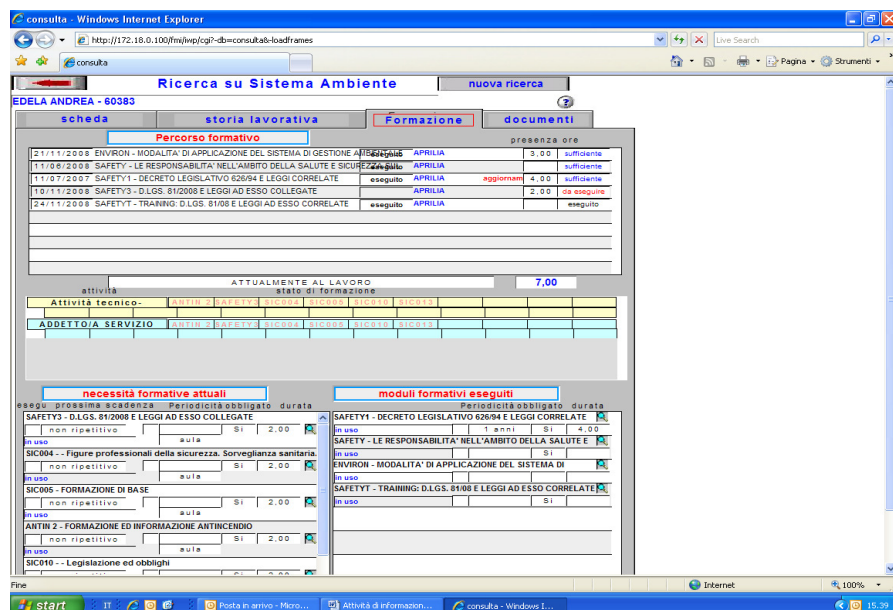 consulta - Windows Internet Explorer
http://172.18.0.100/fmi/iwp/cgi?-db=consulta&-loadframes
Live Search
consulta
Pagina
Strumenti
Ricerca su Sistema Ambiente
nuova ricerca
EDELA ANDREA - 60383
scheda storia lavorativa Formazione documenti
Percorso formativo
presenza ore
21/11/2008 ENVIRON - MODALITA' DI APPLICAZIONE DEL SISTEMA DI GESTIONE eseguito APRILIA 3,00 sufficiente
11/06/2008 SAFETY - LE RESPONSABILITA' NELL'AMBITO DELLA SALUTE E eseguito APRILIA sufficiente
11/07/2007 SAFETY1 - DECRETO LEGISLATIVO 626/94 E LEGGI CORRELATE eseguito APRILIA aggiornam 4,00 sufficiente
10/11/2008 SAFETY3 - D.LGS. 81/2008 E LEGGI AD ESSO COLLEGATE APRILIA 2,00 da eseguire
24/11/2008 SAFETYT - TRAINING: D.LGS. 81/08 E LEGGI AD ESSO CORRELATE eseguito APRILIA eseguito
ATTUALMENTE AL LAVORO 7,00
attività stato di formazione
Attività tecnico- ANTIN 2 SAFETY3 SIC004 SIC005 SIC010 SIC013
ADDETTO/A SERVIZIO ANTIN 2 SAFETY3 SIC004 SIC005 SIC010 SIC013
necessità formative attuali
esegu prossima scadenza Periodicità obbligato durata
SAFETY3 - D.LGS. 81/2008 E LEGGI AD ESSO COLLEGATE
non ripetitivo Si 2,00
in uso aula
SIC004 - - Figure professionali della sicurezza. Sorveglianza sanitaria.
non ripetitivo Si 2,00
in uso aula
SIC005 - FORMAZIONE DI BASE
non ripetitivo Si 2,00
in uso aula
ANTIN 2 - FORMAZIONE ED INFORMAZIONE ANTINCENDIO
non ripetitivo Si 2,00
in uso aula
SIC010 - - Legislazione ed obblighi
moduli formativi eseguiti
Periodicità obbligato durata
SAFETY1 - DECRETO LEGISLATIVO 626/94 E LEGGI CORRELATE
in uso 1 anni Si 4,00
SAFETY - LE RESPONSABILITA' NELL'AMBITO DELLA SALUTE E
in uso Si
ENVIRON - MODALITA' DI APPLICAZIONE DEL SISTEMA DI
in uso Si
SAFETYT - TRAINING: D.LGS. 81/08 E LEGGI AD ESSO CORRELATE
in uso Si
Fine
Internet
100%
start
IT
Posta in arrivo - Micro...
Attività di informazion...
consulta - Windows I...
15.39